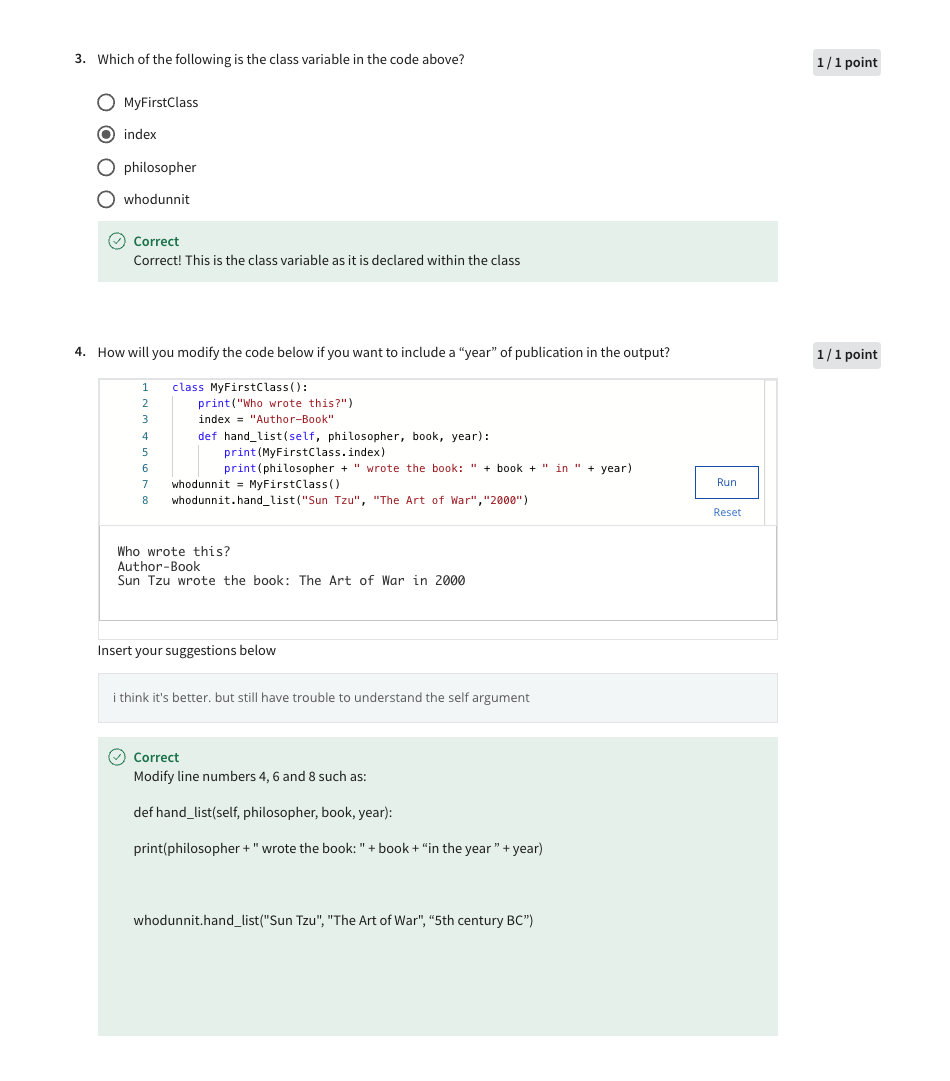 3. Which of the following is the class variable in the code above?
1 / 1 point
MyFirstClass
index
philosopher
whodunnit
Correct
Correct! This is the class variable as it is declared within the class
4. How will you modify the code below if you want to include a “year” of publication in the output?
1 / 1 point
1 class MyFirstClass():
2 print("Who wrote this?")
3 index = "Author-Book"
4 def hand_list(self, philosopher, book, year):
5 print(MyFirstClass.index)
6 print(philosopher + " wrote the book: " + book + " in " + year)
7 whodunnit = MyFirstClass()
8 whodunnit.hand_list("Sun Tzu", "The Art of War","2000")
Run
Reset
Who wrote this?
Author-Book
Sun Tzu wrote the book: The Art of War in 2000
Insert your suggestions below
i think it's better. but still have trouble to understand the self argument
Correct
Modify line numbers 4, 6 and 8 such as:
def hand_list(self, philosopher, book, year):
print(philosopher + " wrote the book: " + book + “in the year ” + year)
whodunnit.hand_list("Sun Tzu", "The Art of War", “5th century BC”)